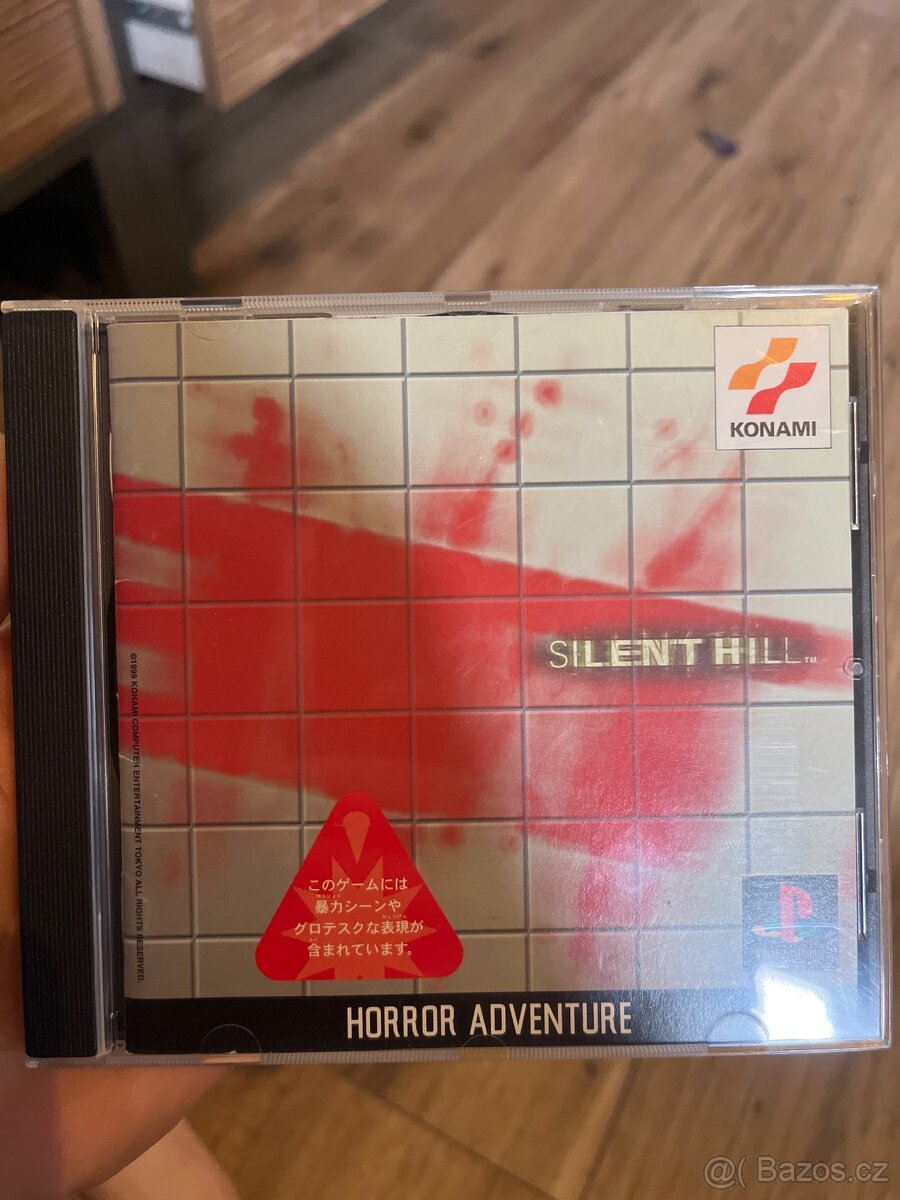 KONAMI
SILENT HILL™
©1999 KONAMI COMPUTER ENTERTAINMENT TOKYO ALL RIGHTS RESERVED.
このゲームには
暴力シーンや
グロテスクな表現が
含まれています。
HORROR ADVENTURE
@( Bazos.cz